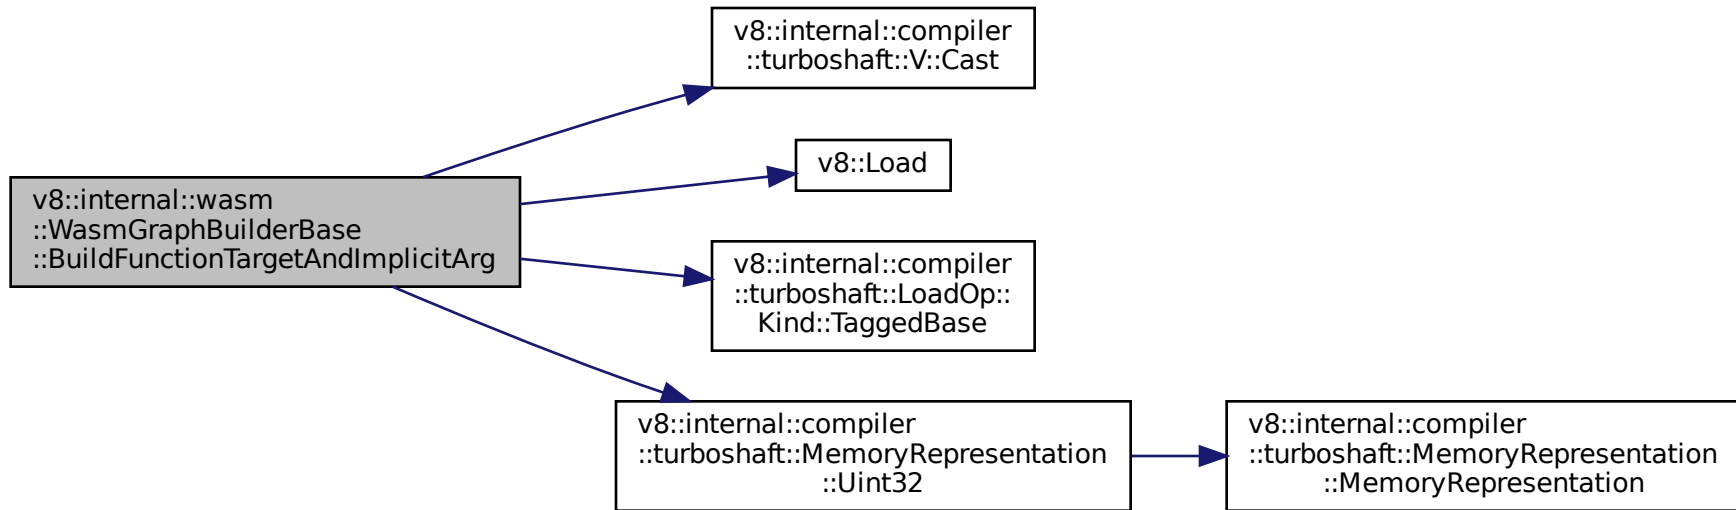 v8::internal::wasm
::WasmGraphBuilderBase
::BuildFunctionTargetAndImplicitArg
v8::internal::compiler
::turboshaft::V::Cast
v8::Load
v8::internal::compiler
::turboshaft::LoadOp::
Kind::TaggedBase
v8::internal::compiler
::turboshaft::MemoryRepresentation
::Uint32
v8::internal::compiler
::turboshaft::MemoryRepresentation
::MemoryRepresentation